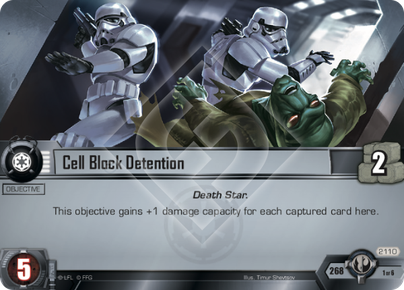 Cell Block Detention
2
OBJECTIVE
Death Star.
This objective gains +1 damage capacity for each captured card here.
5
© LFL © FFG
Illus. Timur Shevtsov
2110
268
1 of 6